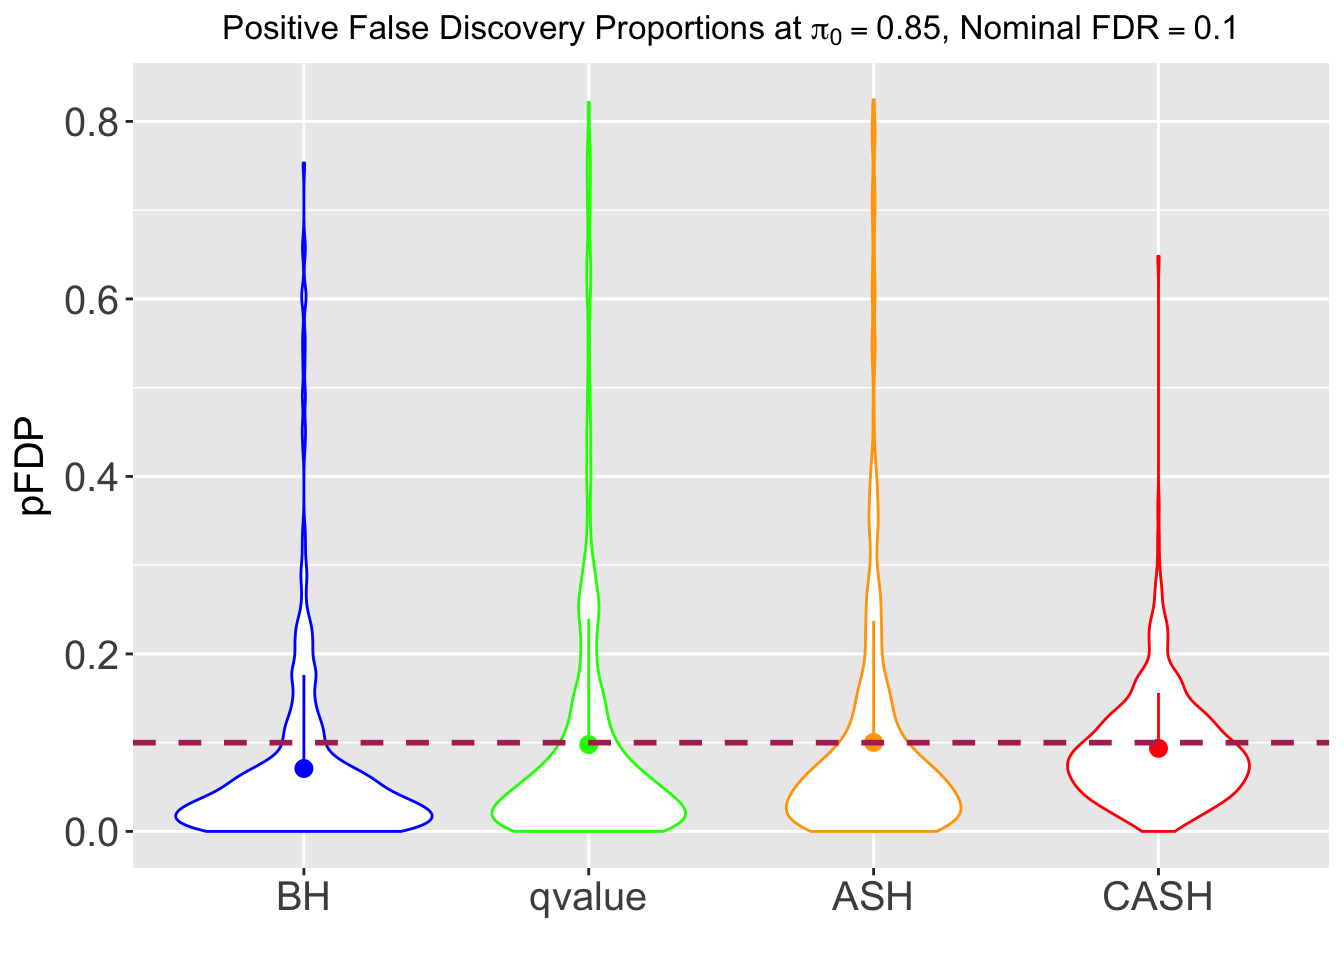 Positive False Discovery Proportions at π₀ = 0.85, Nominal FDR = 0.1
pFDP
0.8
0.6
0.4
0.2
0.0
BH qvalue ASH CASH